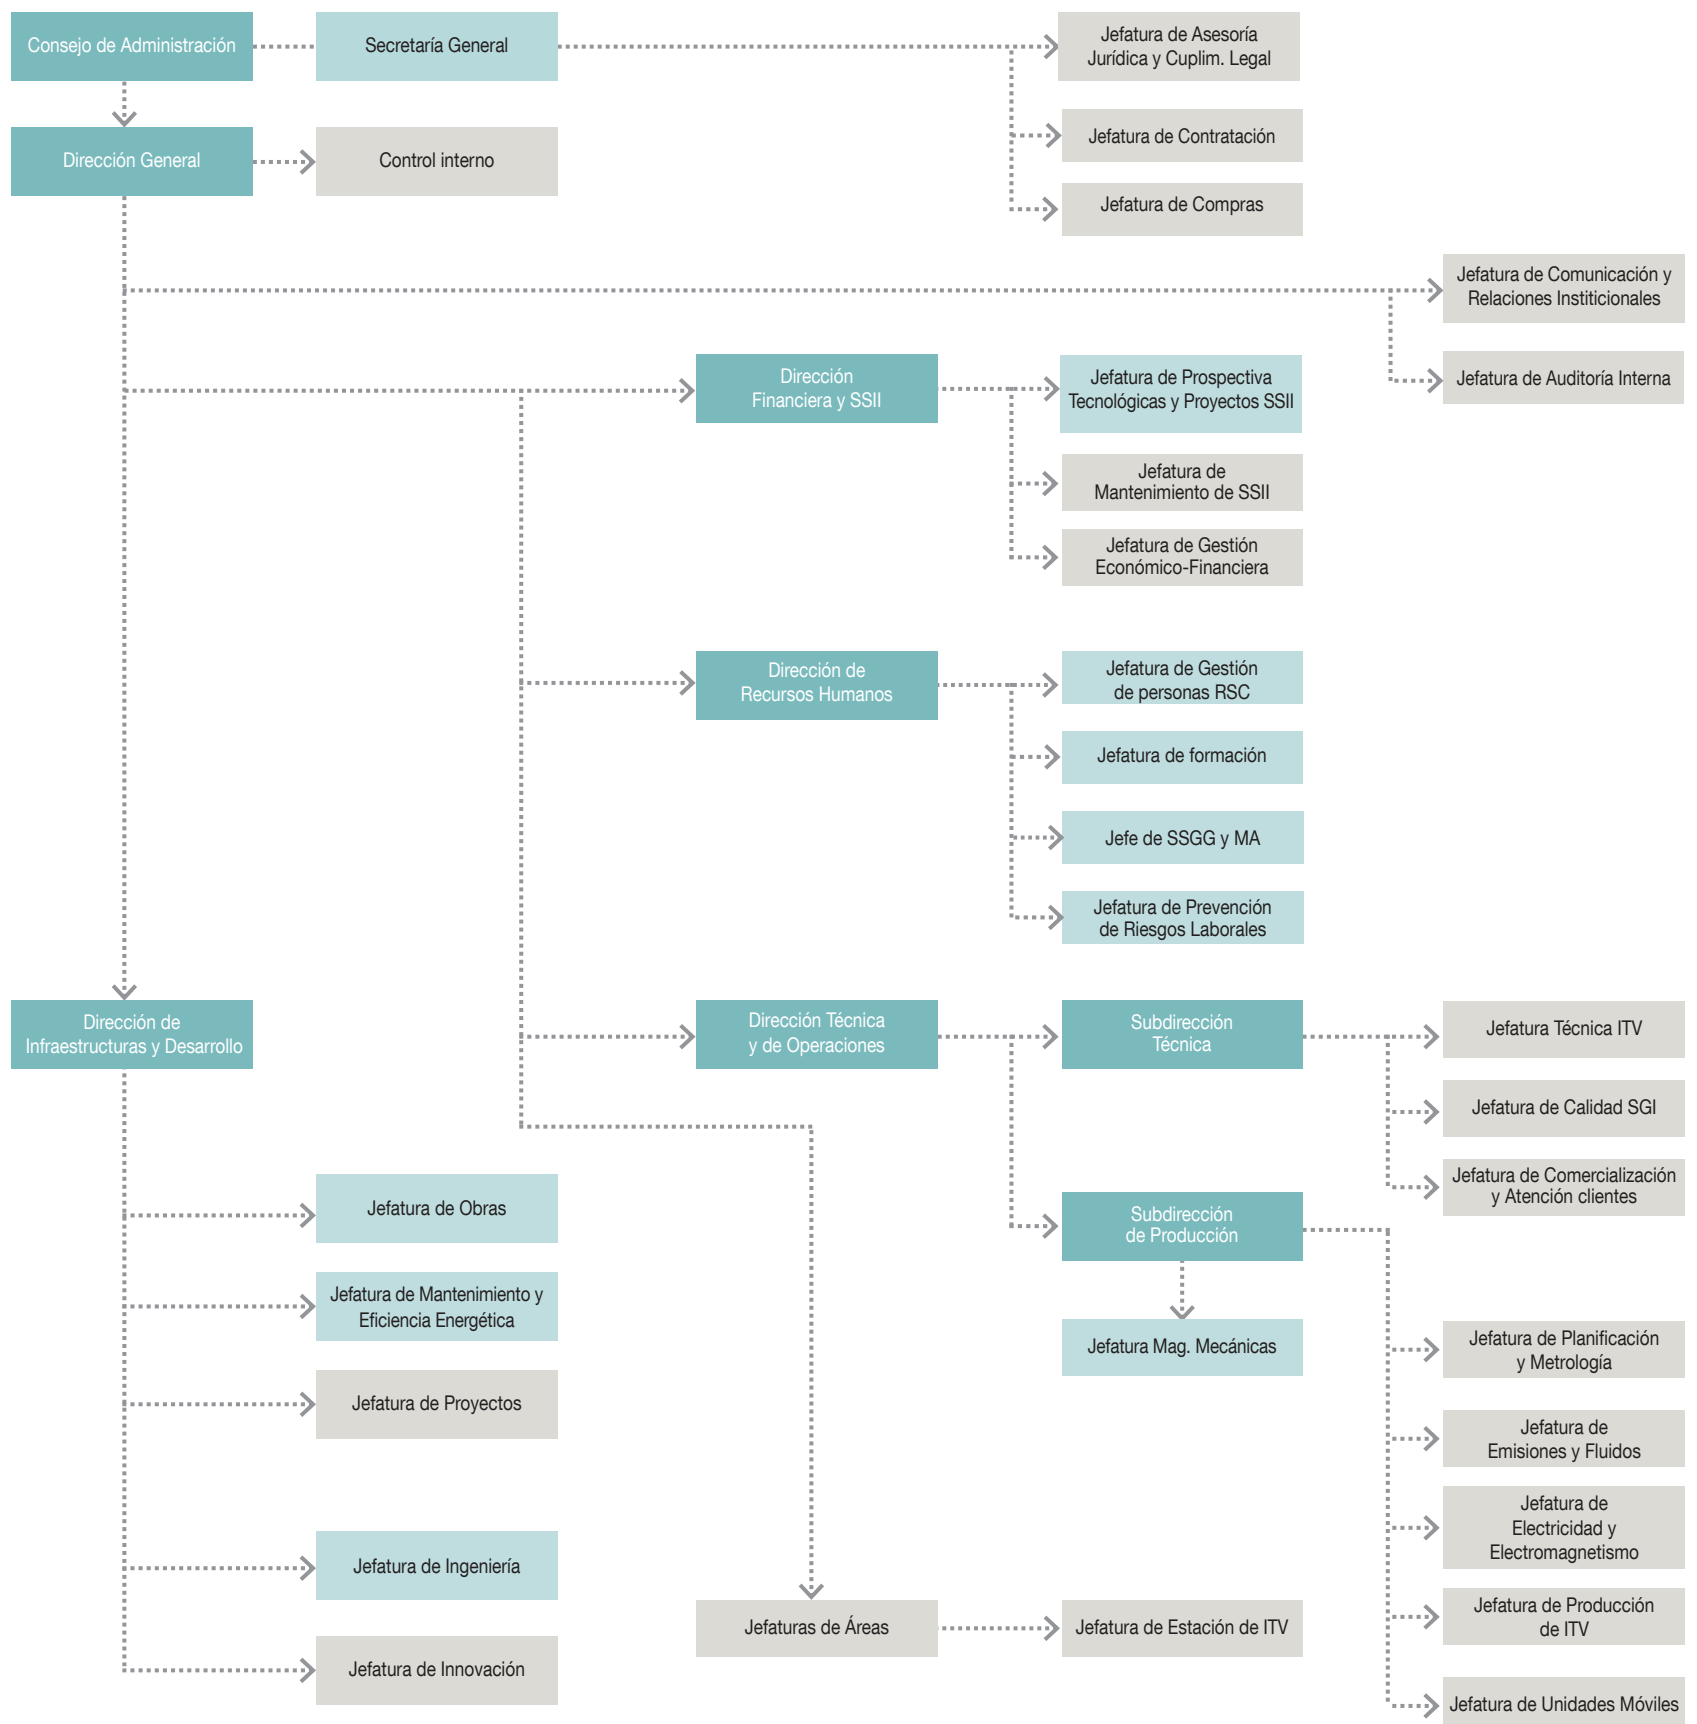 Consejo de Administración
Secretaría General
Jefatura de Asesoría
Jurídica y Cuplim. Legal
Jefatura de Contratación
Dirección General
Control interno
Jefatura de Compras
Jefatura de Comunicación y
Relaciones Institicionales
Jefatura de Auditoría Interna
Dirección
Financiera y SSII
Jefatura de Prospectiva
Tecnológicas y Proyectos SSII
Jefatura de
Mantenimiento de SSII
Jefatura de Gestión
Económico-Financiera
Dirección de
Recursos Humanos
Jefatura de Gestión
de personas RSC
Jefatura de formación
Jefe de SSGG y MA
Jefatura de Prevención
de Riesgos Laborales
Dirección de
Infraestructuras y Desarrollo
Dirección Técnica
y de Operaciones
Subdirección
Técnica
Jefatura Técnica ITV
Jefatura de Calidad SGI
Jefatura de Comercialización
y Atención clientes
Subdirección
de Producción
Jefatura Mag. Mecánicas
Jefatura de Planificación
y Metrología
Jefatura de
Emisiones y Fluidos
Jefatura de
Electricidad y
Electromagnetismo
Jefatura de Producción
de ITV
Jefatura de Unidades Móviles
Jefatura de Obras
Jefatura de Mantenimiento y
Eficiencia Energética
Jefatura de Proyectos
Jefatura de Ingeniería
Jefatura de Innovación
Jefaturas de Áreas
Jefatura de Estación de ITV